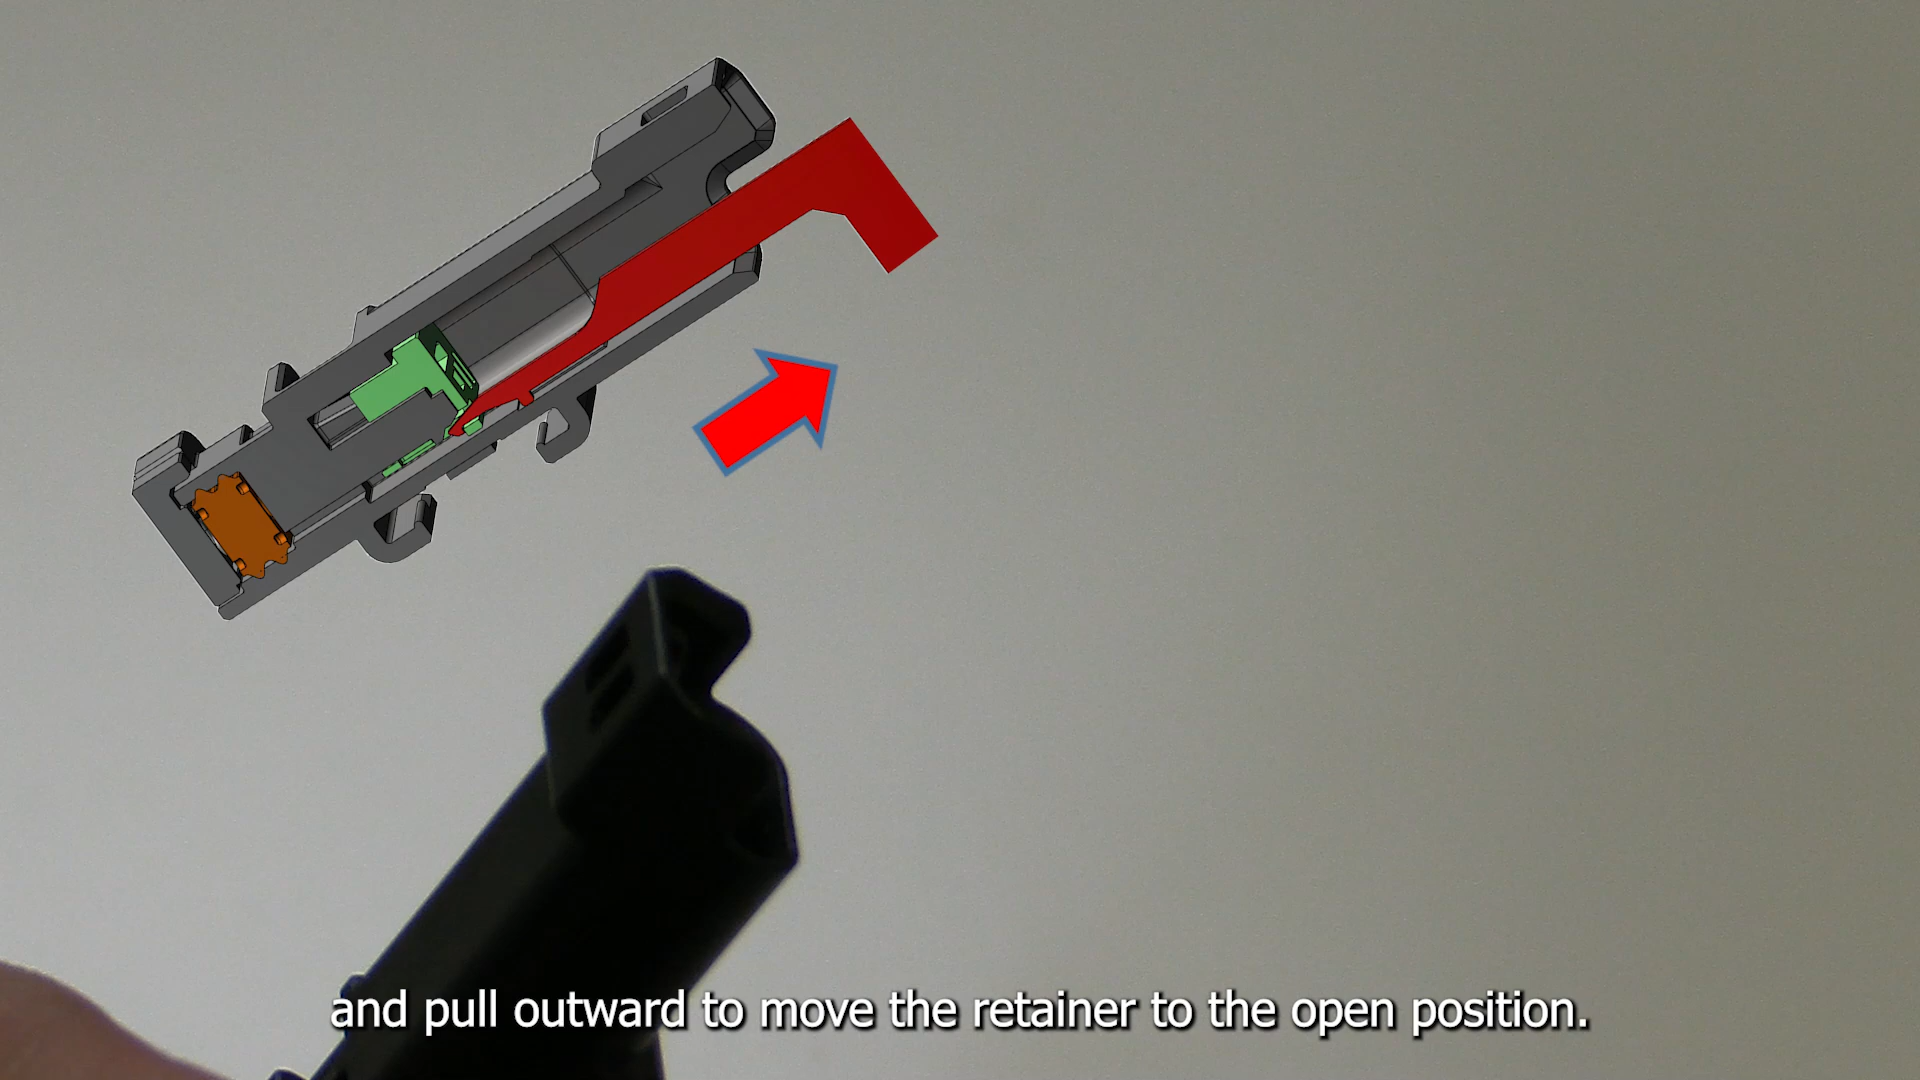 and pull outward to move the retainer to the open position.